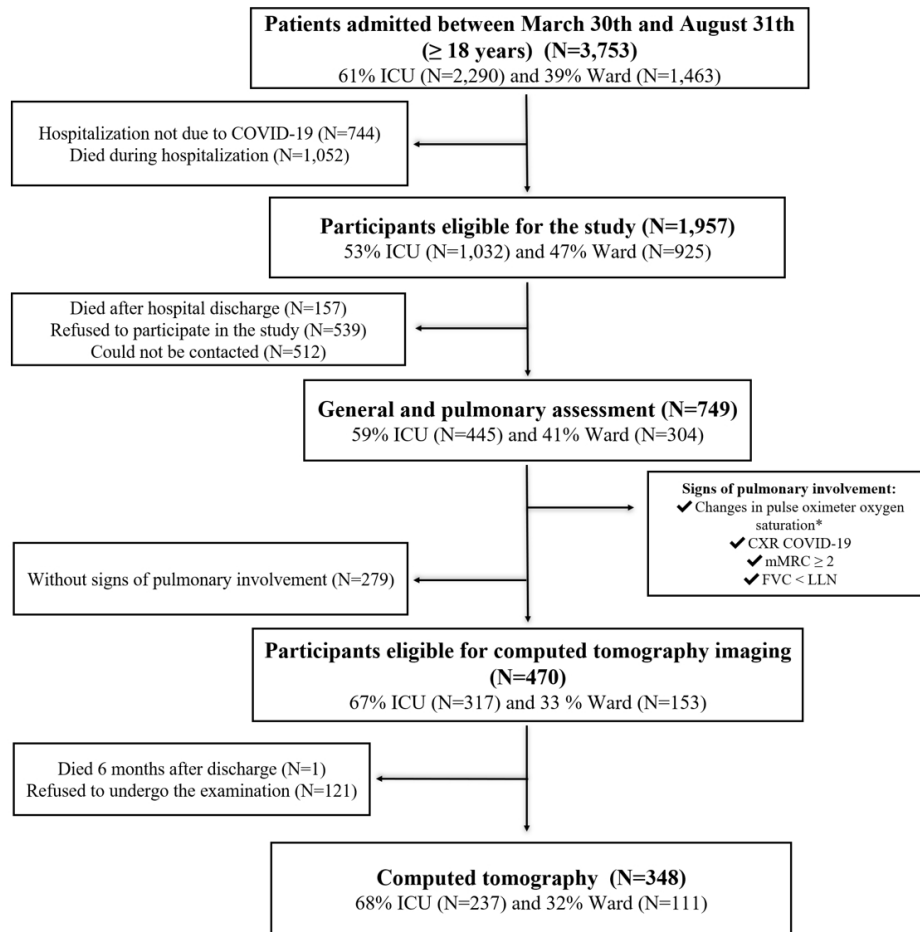 Patients admitted between March 30th and August 31th
(≥ 18 years) (N=3,753)
61% ICU (N=2,290) and 39% Ward (N=1,463)
Hospitalization not due to COVID-19 (N=744)
Died during hospitalization (N=1,052)
Participants eligible for the study (N=1,957)
53% ICU (N=1,032) and 47% Ward (N=925)
Died after hospital discharge (N=157)
Refused to participate in the study (N=539)
Could not be contacted (N=512)
General and pulmonary assessment (N=749)
59% ICU (N=445) and 41% Ward (N=304)
Signs of pulmonary involvement:
✔ Changes in pulse oximeter oxygen
saturation*
✔ CXR COVID-19
✔ mMRC ≥ 2
✔ FVC < LLN
Without signs of pulmonary involvement (N=279)
Participants eligible for computed tomography imaging
(N=470)
67% ICU (N=317) and 33 % Ward (N=153)
Died 6 months after discharge (N=1)
Refused to undergo the examination (N=121)
Computed tomography (N=348)
68% ICU (N=237) and 32% Ward (N=111)